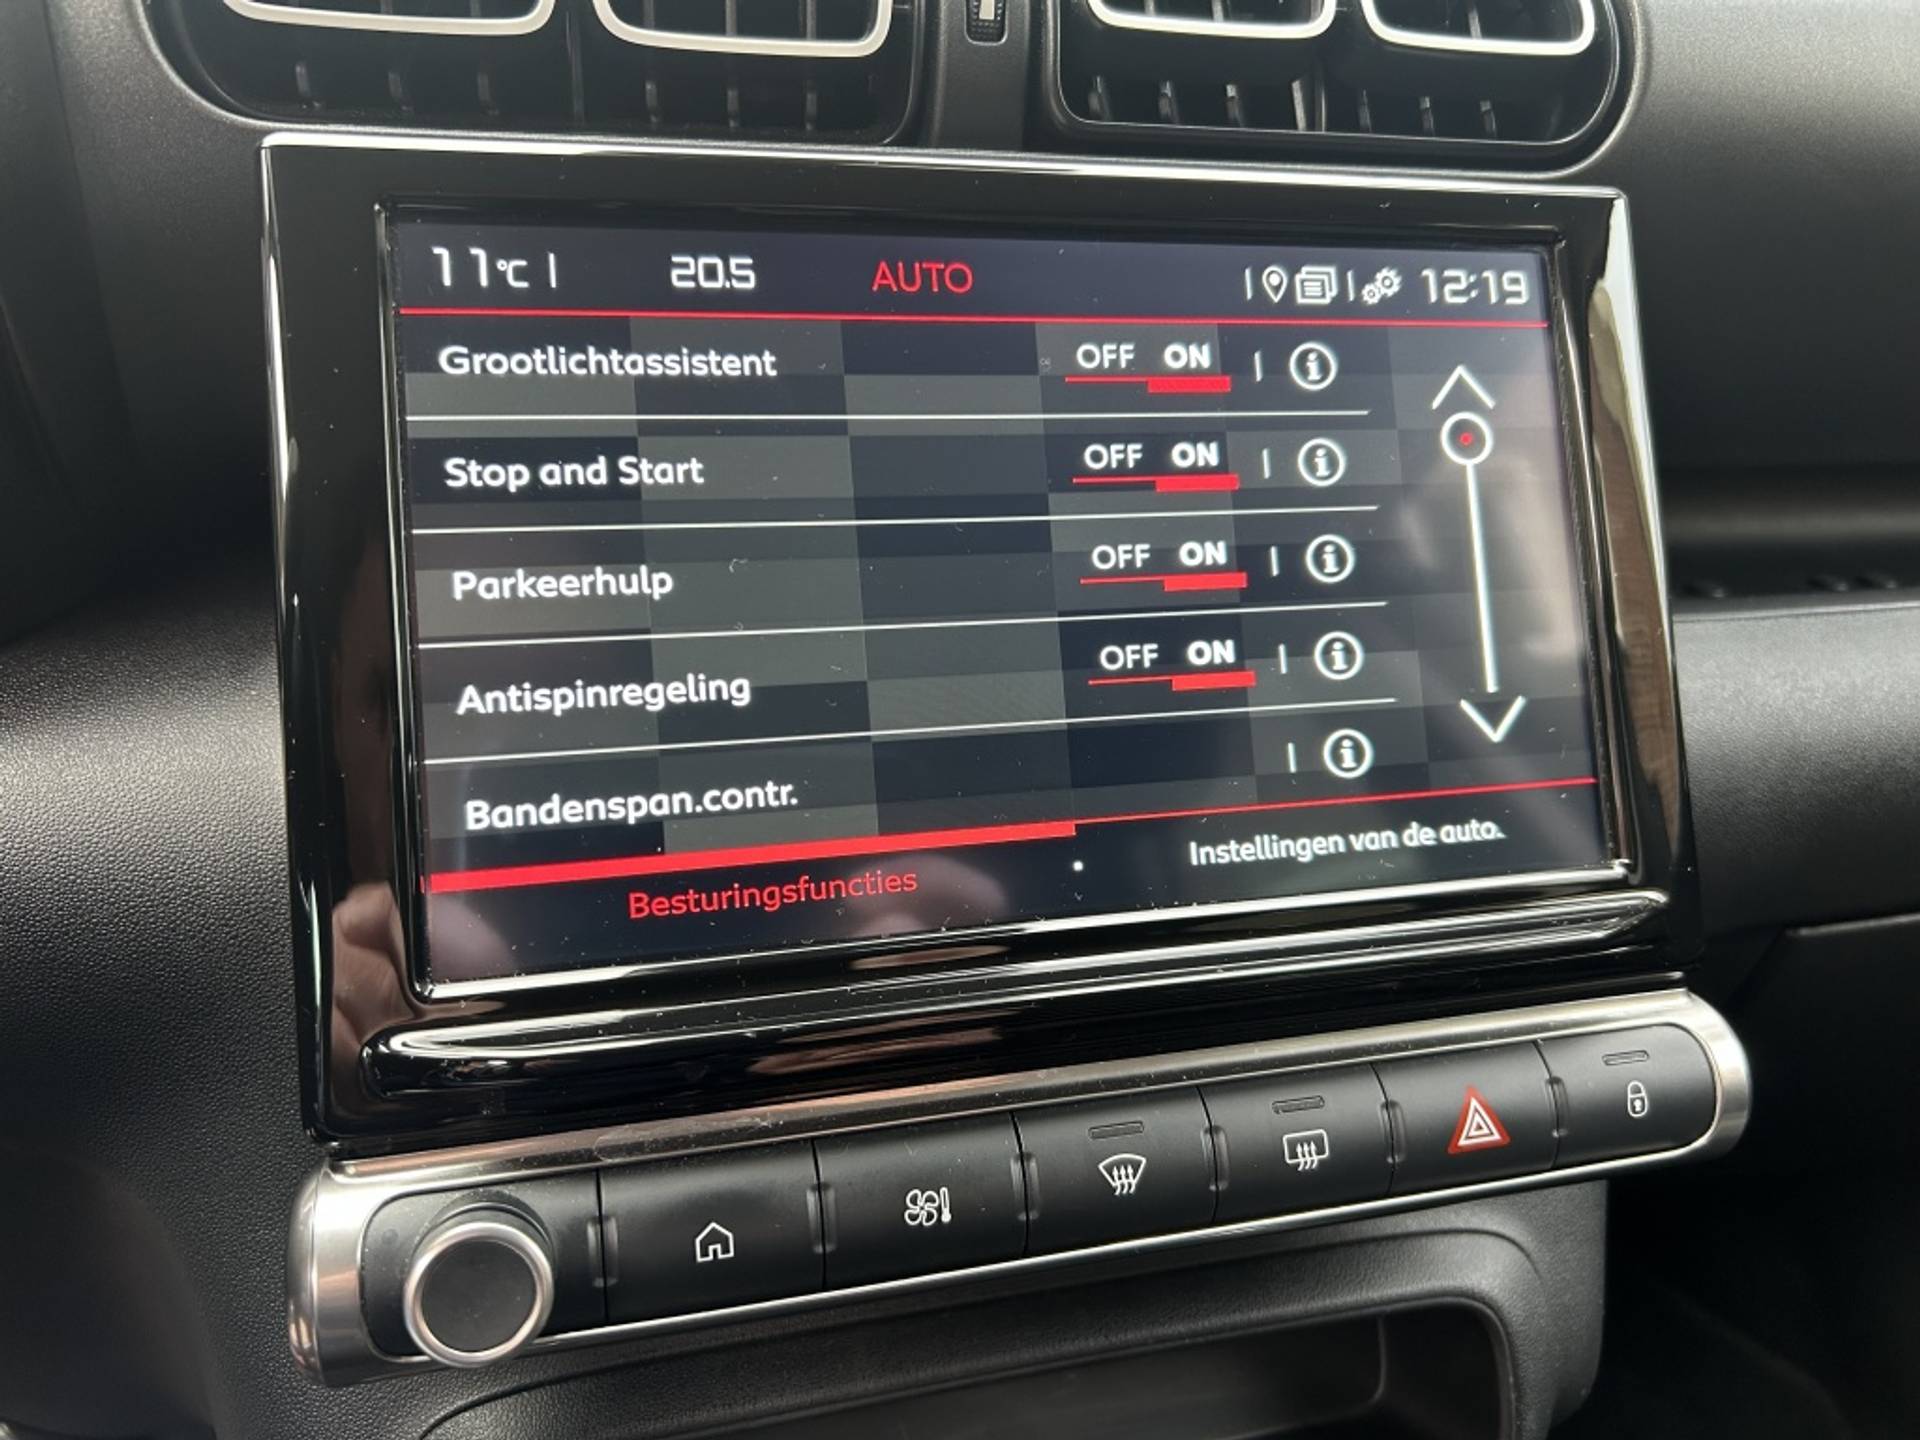 11°C 20.5 AUTO 12:19
Grootlichtassistent OFF ON
Stop and Start OFF ON
Parkeerhulp OFF ON
Antispinregeling OFF ON
Bandenspan.contr.
Besturingsfuncties Instellingen van de auto.